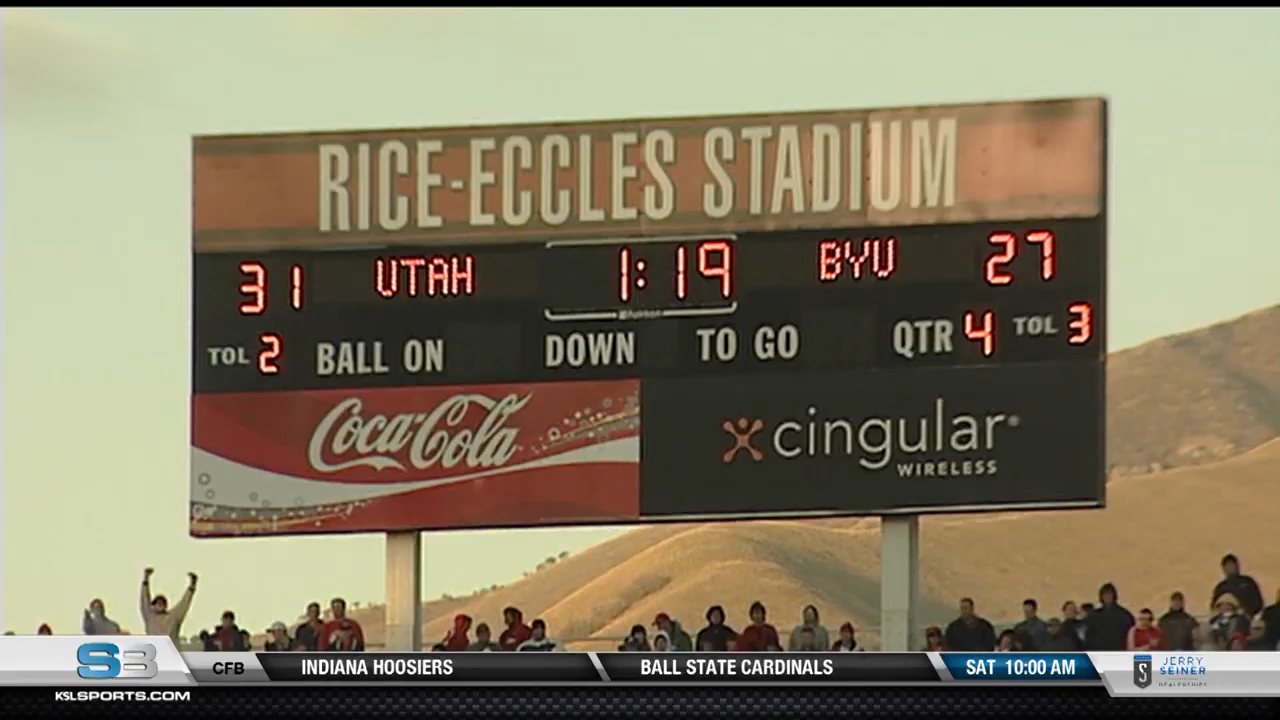 RICE-ECCLES STADIUM
31 UTAH 1:19 BYU 27
TOL 2 BALL ON DOWN TO GO QTR 4 TOL 3
Coca-Cola
cingular®
WIRELESS
SB CFB INDIANA HOOSIERS BALL STATE CARDINALS SAT 10:00 AM
S JERRY
SEINER
DEALERSHIPS
KSLSPORTS.COM